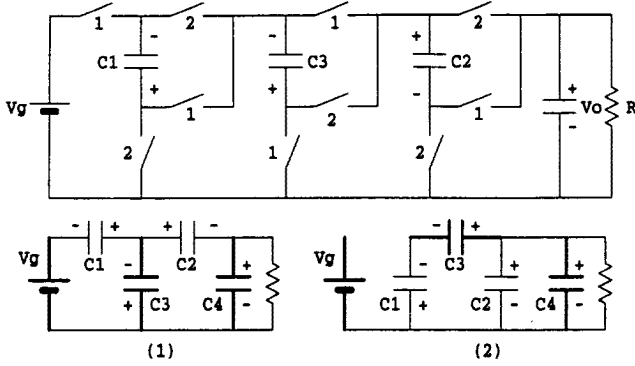 1 2 1 2
- - +
C1 C3 C2
+ + -
Vg + Vo R
1 2 1 -
2 1 2
- + + -
Vg C1 - C2 +
C3 C4
+ -
(1)
- +
C3
- + +
C1 C2 C4
+ - -
(2)